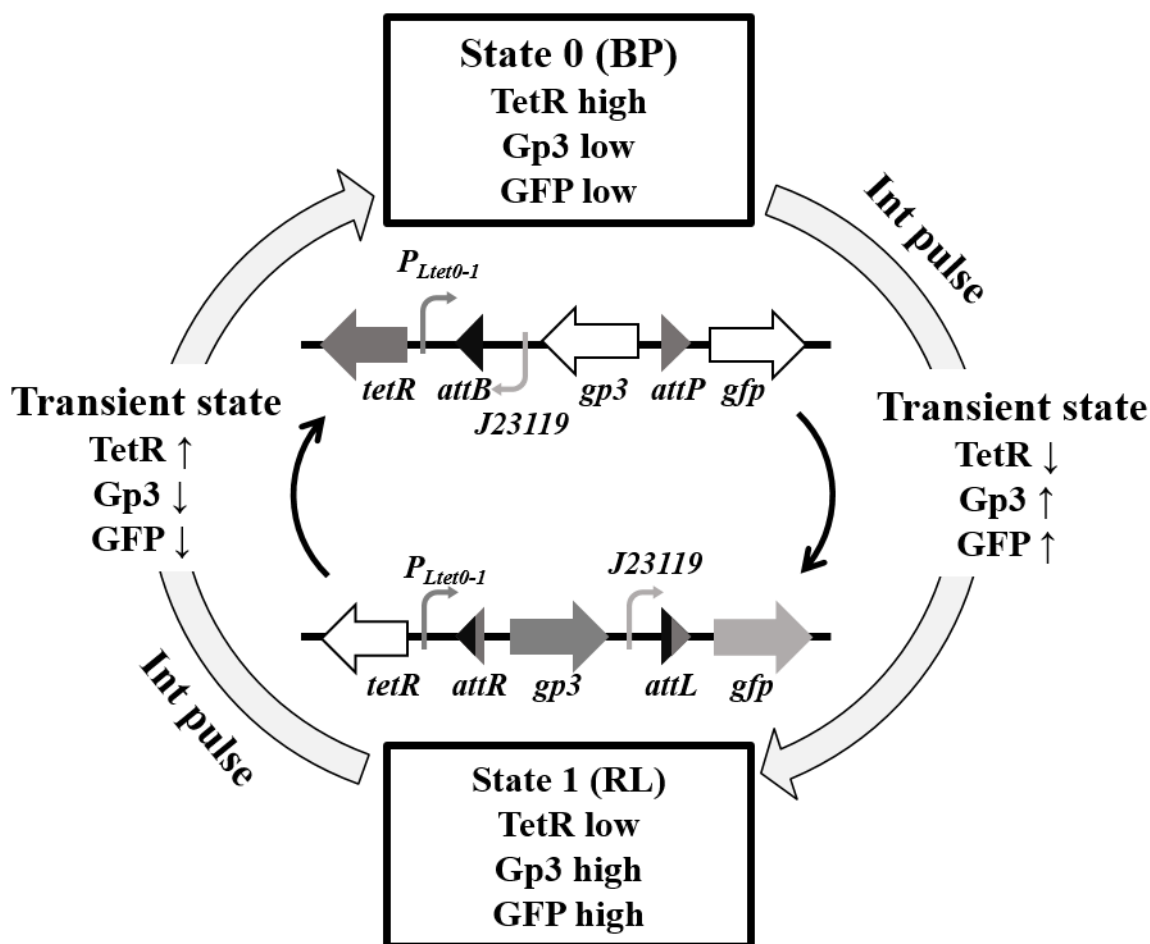 State 0 (BP)
TetR high
Gp3 low
GFP low
Int pulse
P_Ltet0-1
tetR
attB
J23119
gp3
attP
gfp
Transient state
TetR ↑
Gp3 ↓
GFP ↓
Transient state
TetR ↓
Gp3 ↑
GFP ↑
P_Ltet0-1
J23119
tetR
attR
gp3
attL
gfp
Int pulse
State 1 (RL)
TetR low
Gp3 high
GFP high